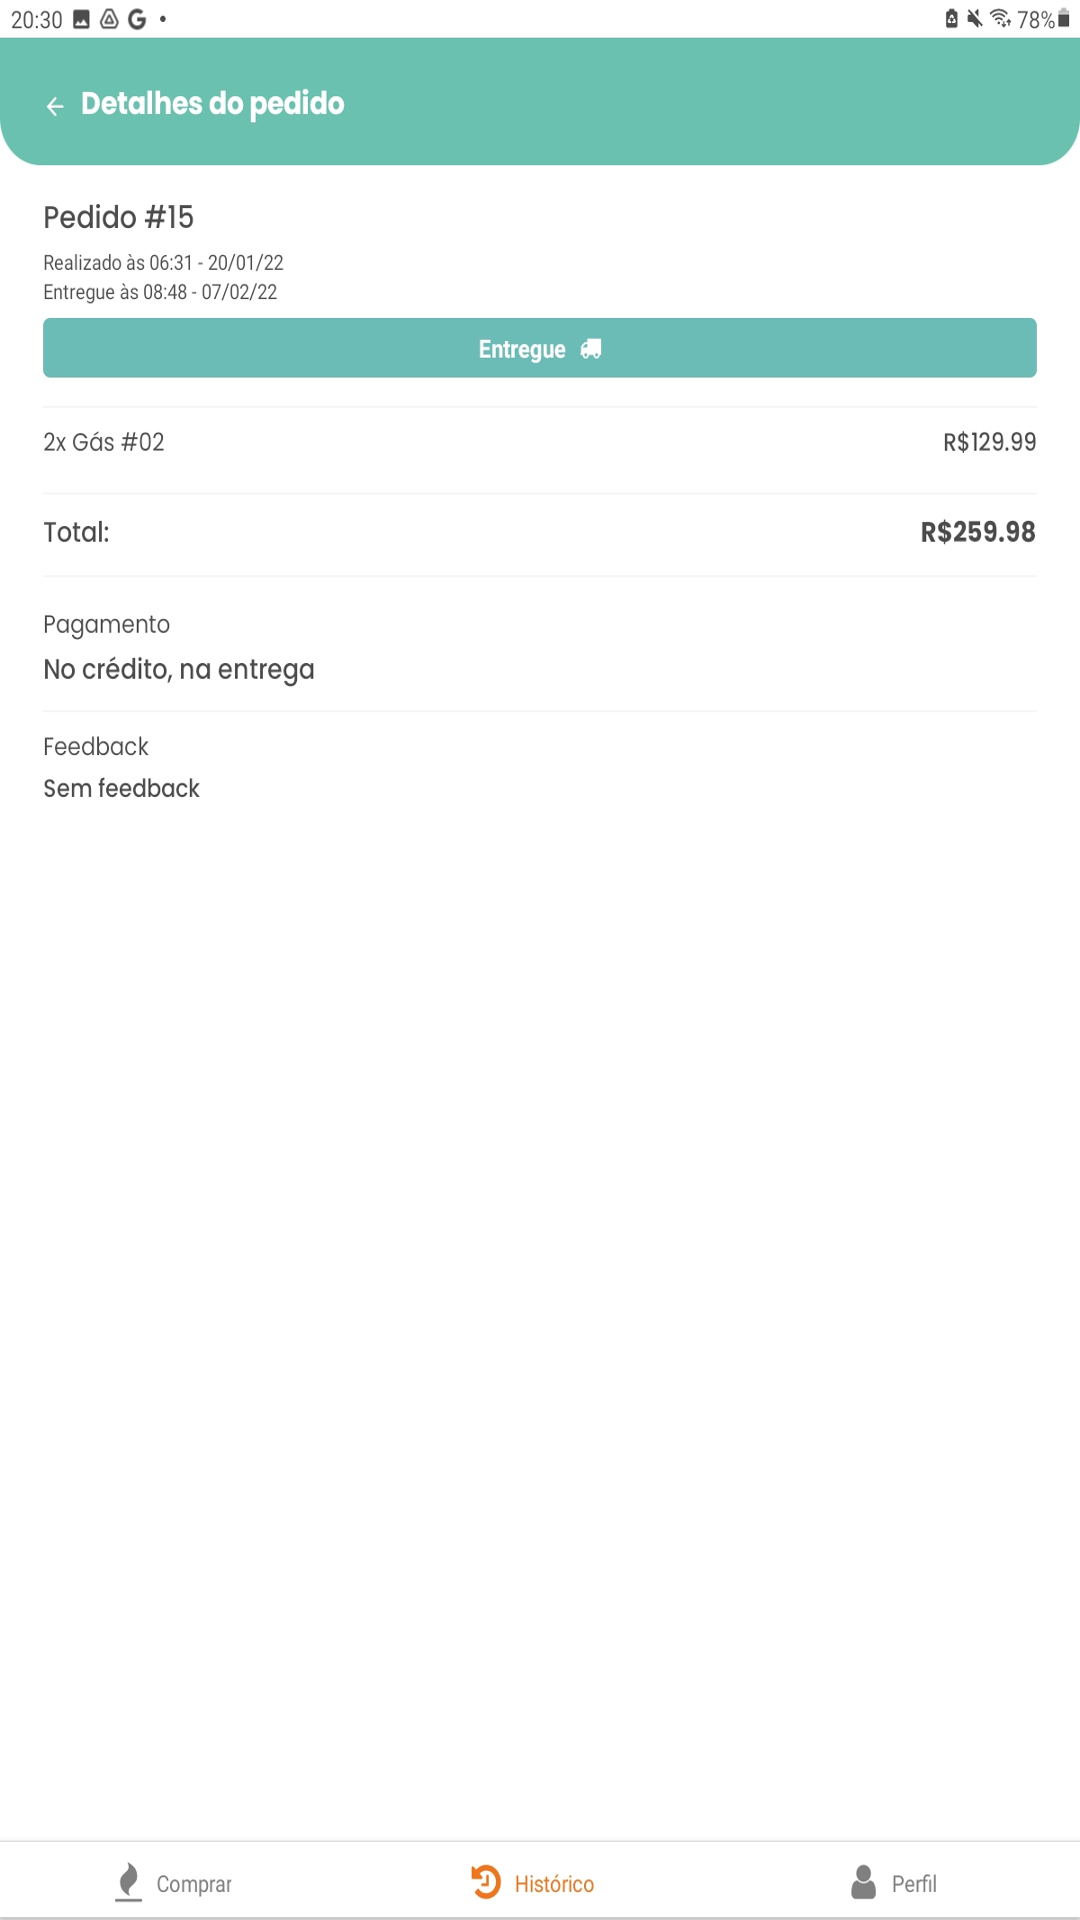 20:30
78%
Detalhes do pedido
Pedido #15
Realizado às 06:31 - 20/01/22
Entregue às 08:48 - 07/02/22
Entregue
2x Gás #02 R$129.99
Total: R$259.98
Pagamento
No crédito, na entrega
Feedback
Sem feedback
Comprar Histórico Perfil